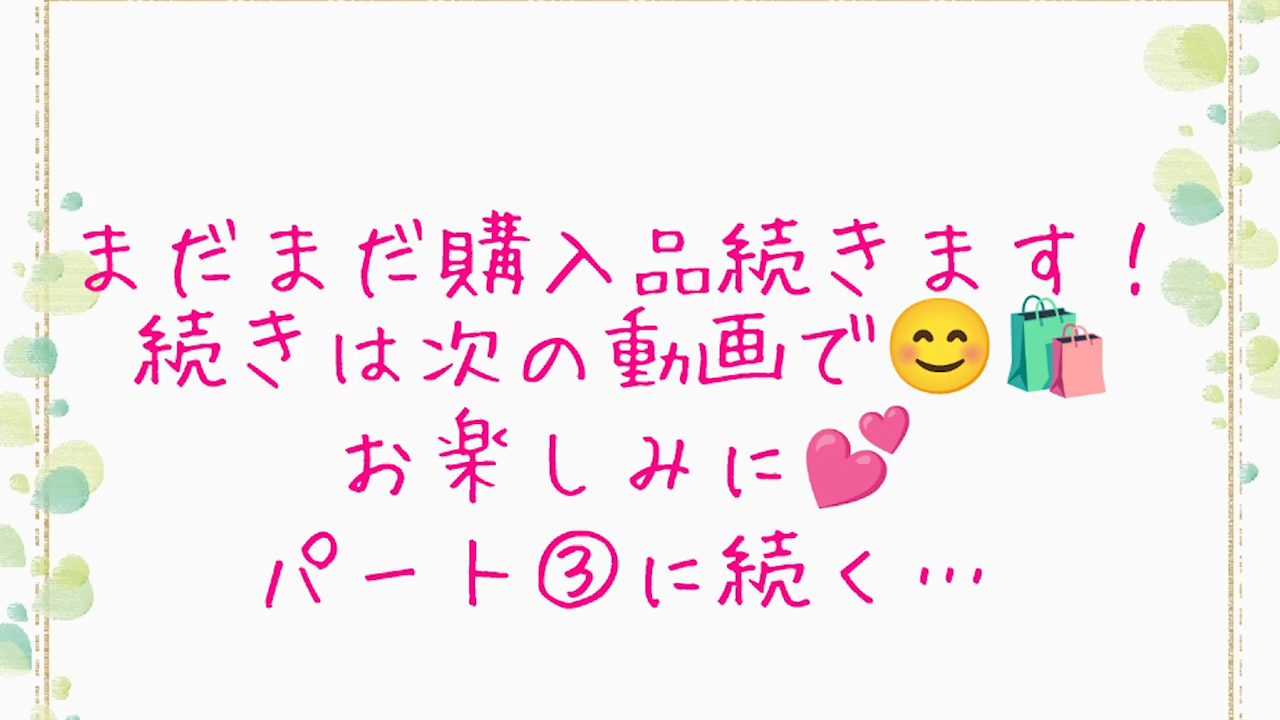 まだまだ購入品続きます！
続きは次の動画で😊🛍️
お楽しみに💕
パート③に続く…